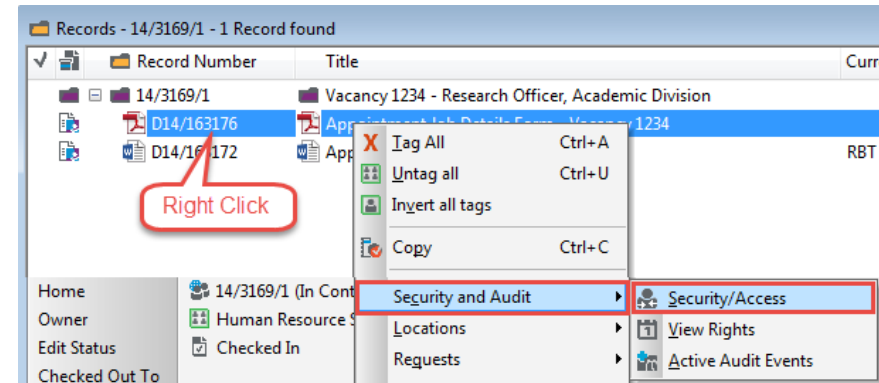 Records - 14/3169/1 - 1 Record found
Record Number Title Curr
14/3169/1 Vacancy 1234 - Research Officer, Academic Division
D14/163176 Appointment Job Details Form - Vacancy 1234
D14/163172 App RBT
Right Click
Tag All Ctrl+A
Untag all Ctrl+U
Invert all tags
Copy Ctrl+C
Security and Audit
Locations
Requests
Security/Access
View Rights
Active Audit Events
Home 14/3169/1 (In Cont
Owner Human Resource S
Edit Status Checked In
Checked Out To